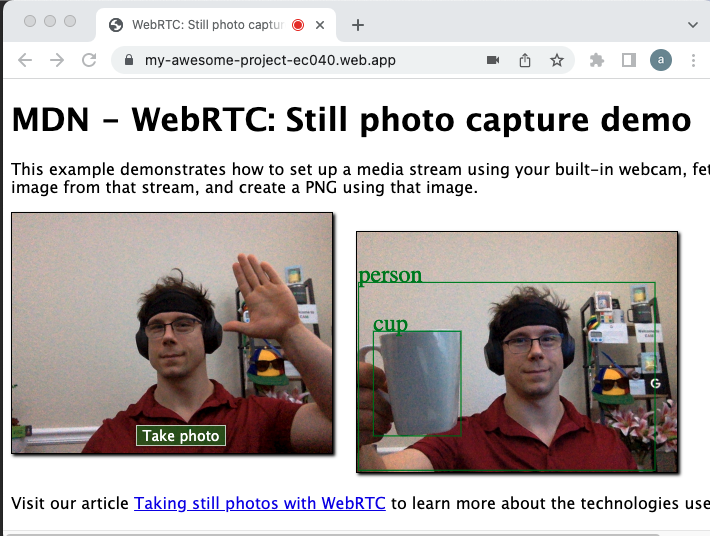 WebRTC: Still photo captu
my-awesome-project-ec040.web.app
a
MDN - WebRTC: Still photo capture demo
This example demonstrates how to set up a media stream using your built-in webcam, fet
image from that stream, and create a PNG using that image.
person
cup
G
Take photo
Visit our article Taking still photos with WebRTC to learn more about the technologies use